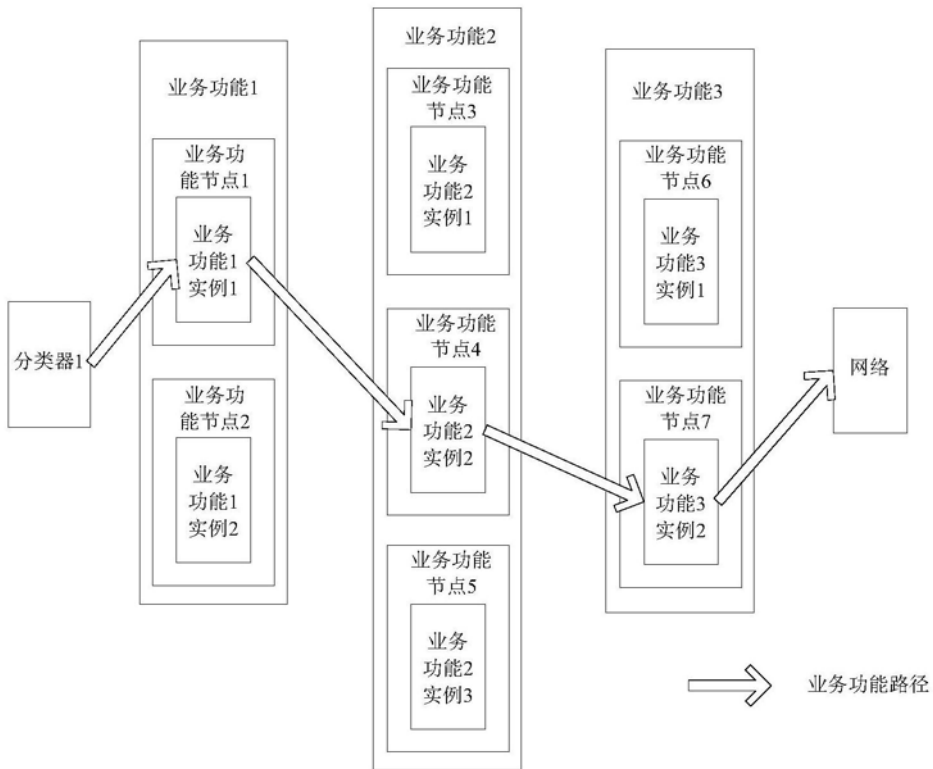 业务功能1
业务功
能节点1
业务
功能1
实例1
业务功
能节点2
业务
功能1
实例2
分类器1
业务功能2
业务功能
节点3
业务
功能2
实例1
业务功能
节点4
业务
功能2
实例2
业务功能
节点5
业务
功能2
实例3
业务功能3
业务功能
节点6
业务
功能3
实例1
业务功能
节点7
业务
功能3
实例2
网络
业务功能路径